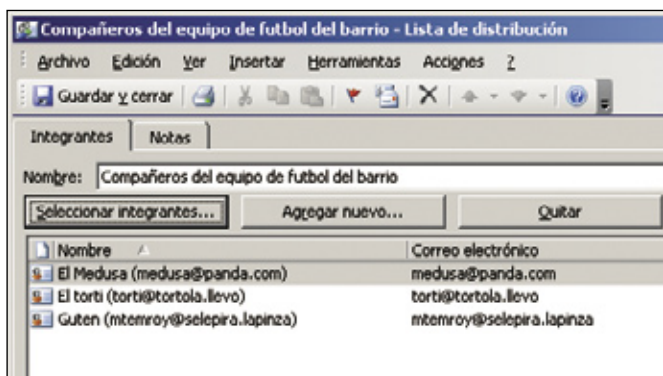 Compañeros del equipo de futbol del barrio - Lista de distribución
Archivo Edición Ver Insertar Herramientas Acciones ?
Guardar y cerrar
Integrantes Notas
Nombre: Compañeros del equipo de futbol del barrio
Seleccionar integrantes... Agregar nuevo... Quitar
Nombre Correo electrónico
El Medusa (medusa@panda.com) medusa@panda.com
El torti (torti@tortola.llevo) torti@tortola.llevo
Guten (mtemroy@selepira.lapinza) mtemroy@selepira.lapinza